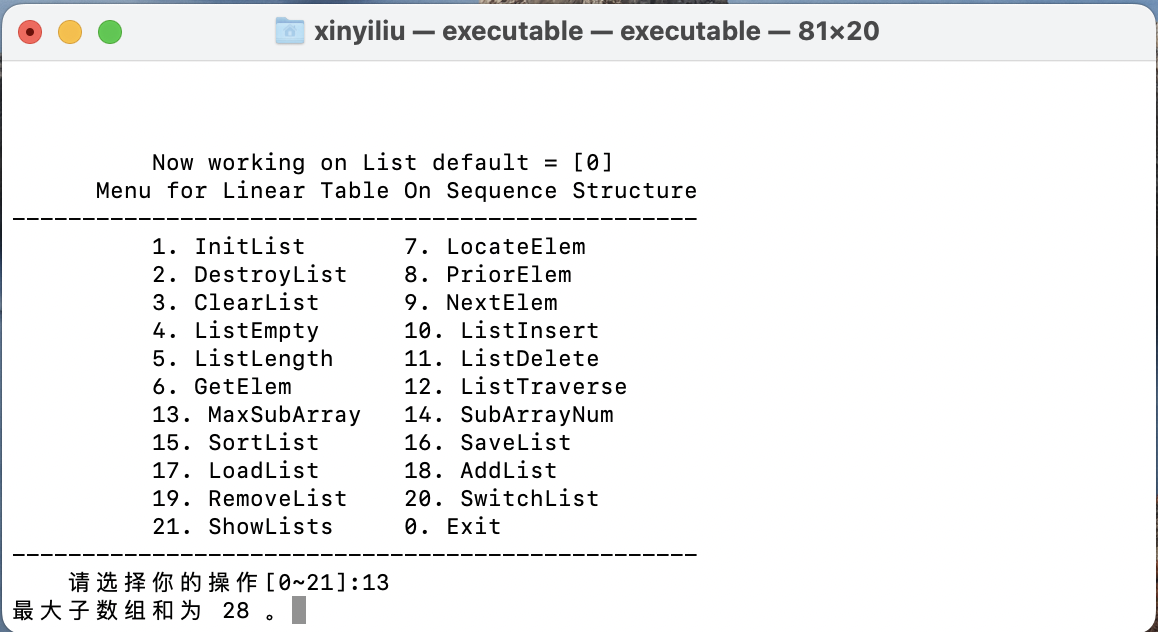 xinyiliu — executable — executable — 81×20
Now working on List default = [0]
Menu for Linear Table On Sequence Structure
-------------------------------------------------
1. InitList 7. LocateElem
2. DestroyList 8. PriorElem
3. ClearList 9. NextElem
4. ListEmpty 10. ListInsert
5. ListLength 11. ListDelete
6. GetElem 12. ListTraverse
13. MaxSubArray 14. SubArrayNum
15. SortList 16. SaveList
17. LoadList 18. AddList
19. RemoveList 20. SwitchList
21. ShowLists 0. Exit
-------------------------------------------------
请选择你的操作[0~21]:13
最大子数组和为 28 。